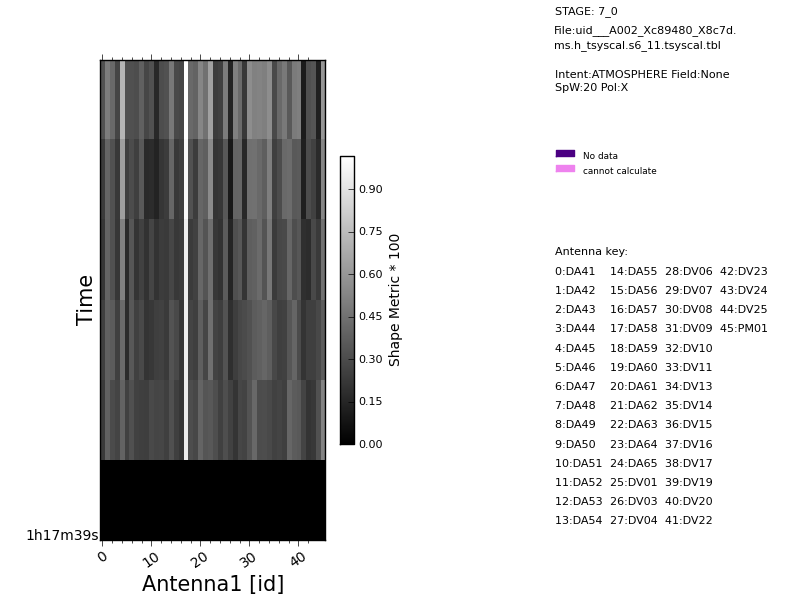 STAGE: 7_0
File:uid___A002_Xc89480_X8c7d.
ms.h_tsyscal.s6_11.tsyscal.tbl
Intent:ATMOSPHERE Field:None
SpW:20 Pol:X
No data
cannot calculate
Antenna key:
0:DA41 14:DA55 28:DV06 42:DV23
1:DA42 15:DA56 29:DV07 43:DV24
2:DA43 16:DA57 30:DV08 44:DV25
3:DA44 17:DA58 31:DV09 45:PM01
4:DA45 18:DA59 32:DV10
5:DA46 19:DA60 33:DV11
6:DA47 20:DA61 34:DV13
7:DA48 21:DA62 35:DV14
8:DA49 22:DA63 36:DV15
9:DA50 23:DA64 37:DV16
10:DA51 24:DA65 38:DV17
11:DA52 25:DV01 39:DV19
12:DA53 26:DV03 40:DV20
13:DA54 27:DV04 41:DV22
Time
1h17m39s
0 10 20 30 40
Antenna1 [id]
0.90
0.75
0.60
0.45
0.30
0.15
0.00
Shape Metric * 100